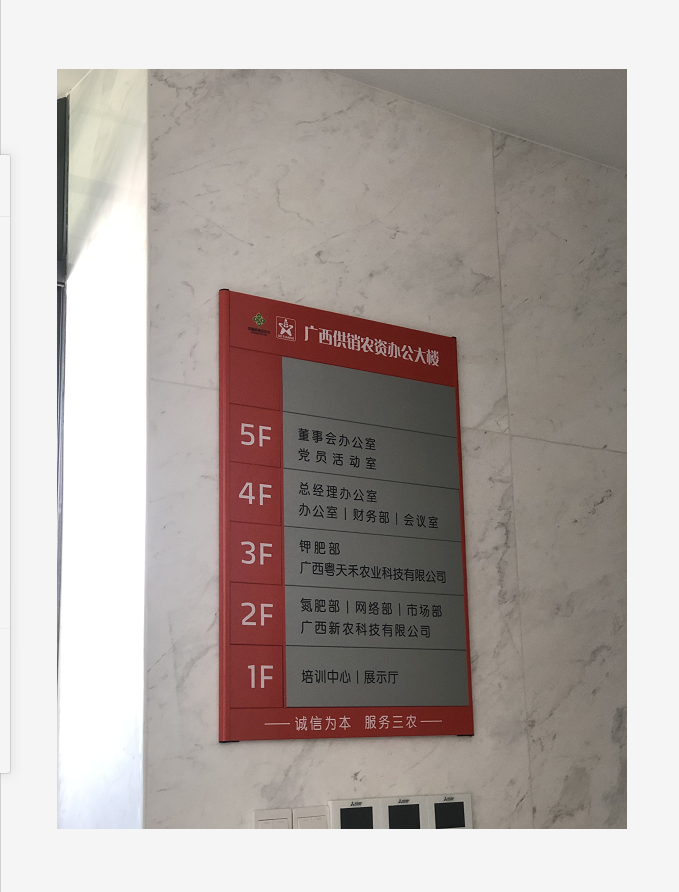 广西供销农资办公大楼
5F
董事会办公室
党员活动室
4F
总经理办公室
办公室|财务部|会议室
3F
钾肥部
广西粤天禾农业科技有限公司
2F
氮肥部|网络部|市场部
广西新农科技有限公司
1F
培训中心|展示厅
诚信为本 服务三农